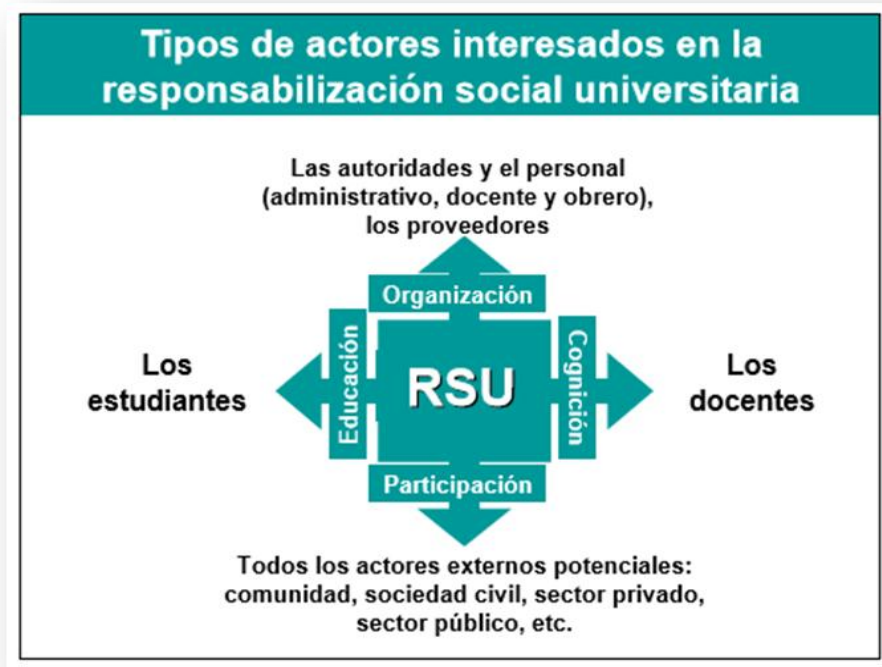 Tipos de actores interesados en la
responsabilización social universitaria
Las autoridades y el personal
(administrativo, docente y obrero),
los proveedores
Organización
Los
estudiantes
Educación
RSU
Cognición
Los
docentes
Participación
Todos los actores externos potenciales:
comunidad, sociedad civil, sector privado,
sector público, etc.